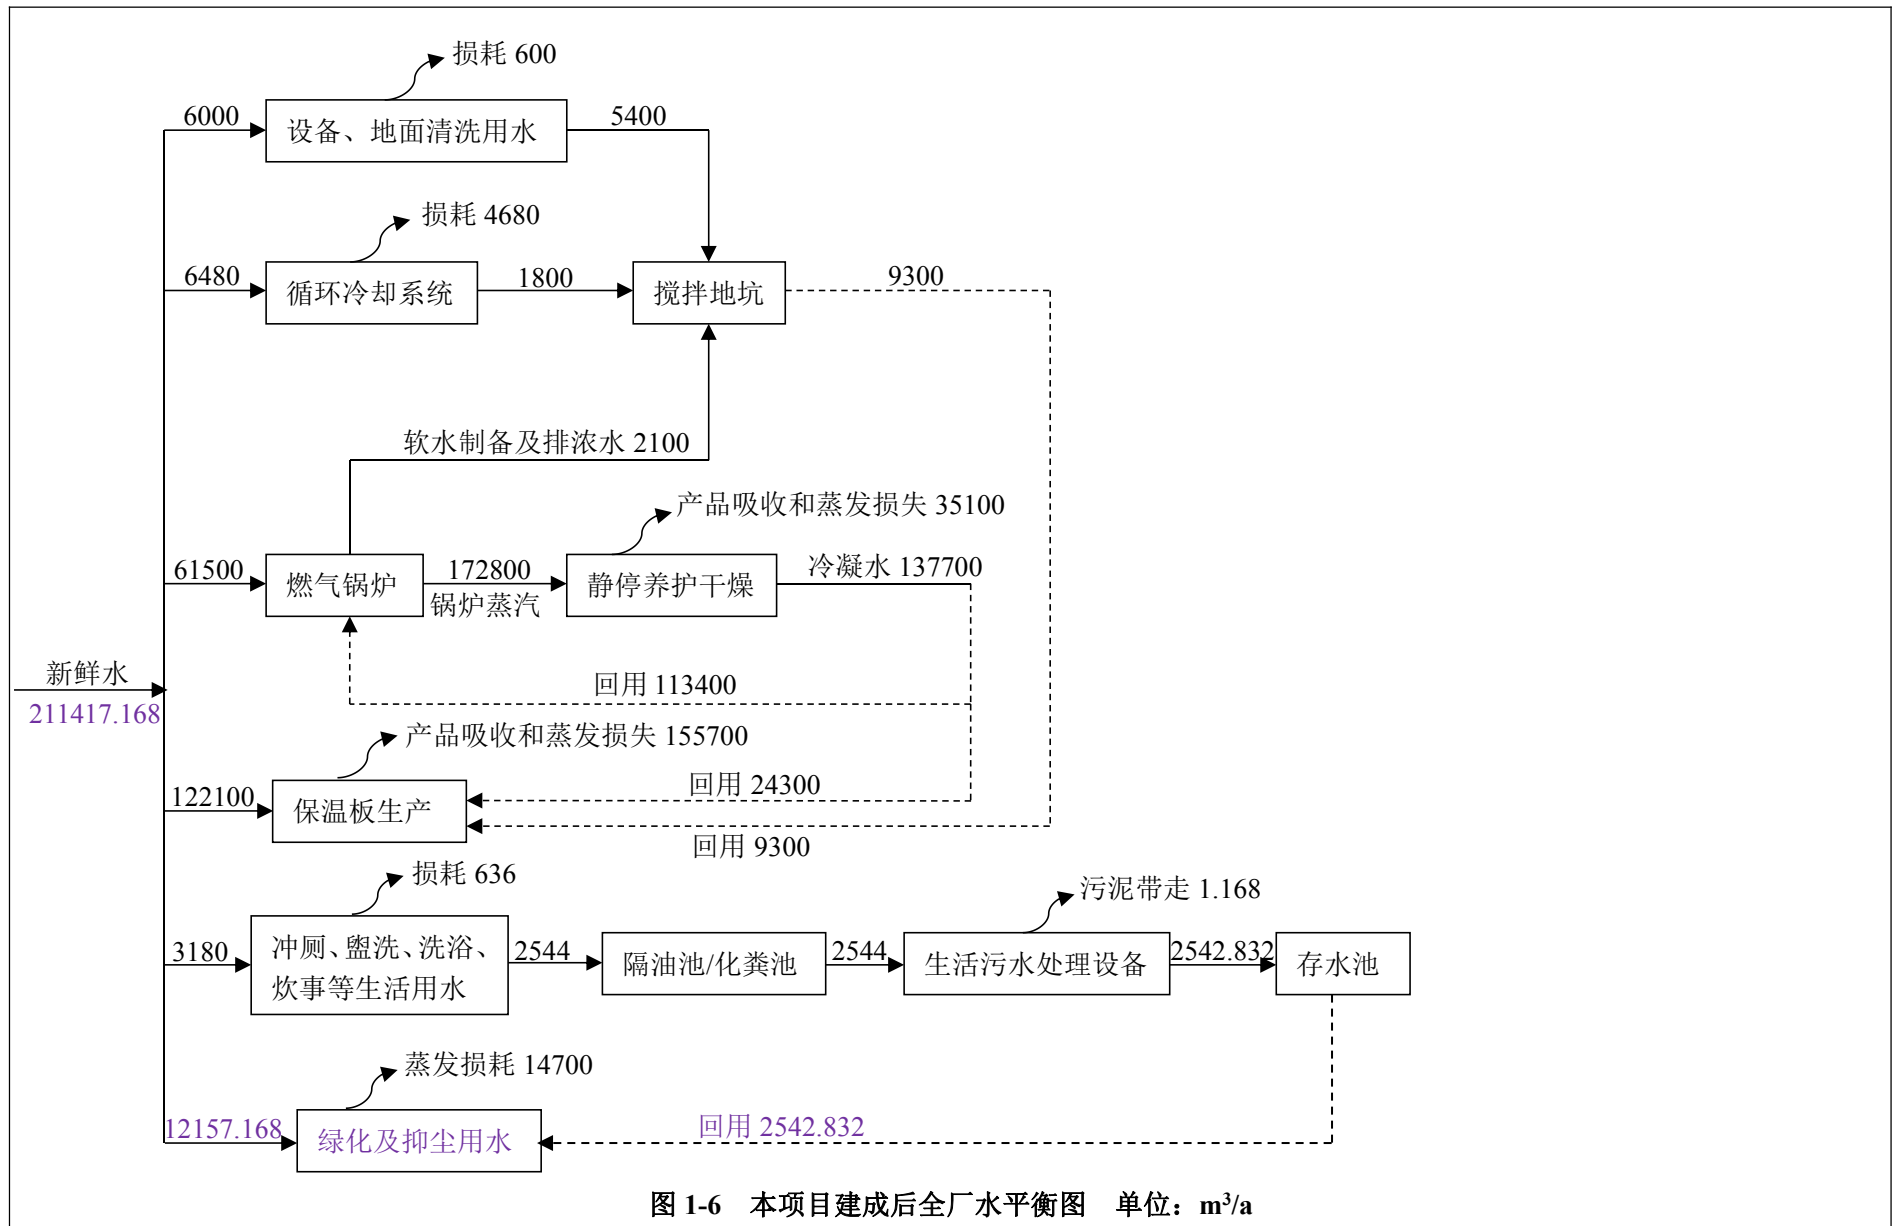 损耗 600
6000
设备、地面清洗用水
5400
损耗 4680
6480
循环冷却系统
1800
搅拌地坑
9300
软水制备及排浓水 2100
产品吸收和蒸发损失 35100
61500
燃气锅炉
172800
锅炉蒸汽
静停养护干燥
冷凝水 137700
新鲜水
211417.168
回用 113400
产品吸收和蒸发损失 155700
122100
保温板生产
回用 24300
回用 9300
损耗 636
3180
冲厕、盥洗、洗浴、
炊事等生活用水
2544
隔油池/化粪池
2544
污泥带走 1.168
生活污水处理设备
2542.832
存水池
蒸发损耗 14700
12157.168
绿化及抑尘用水
回用 2542.832
图 1-6 本项目建成后全厂水平衡图 单位：m³/a